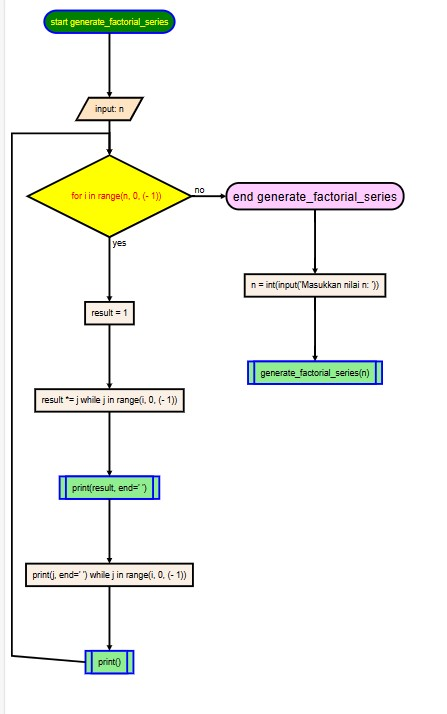 start generate_factorial_series
input: n
for i in range(n, 0, (- 1))
no
end generate_factorial_series
yes
n = int(input('Masukkan nilai n: '))
result = 1
generate_factorial_series(n)
result *= j while j in range(i, 0, (- 1))
print(result, end=' ')
print(j, end=' ') while j in range(i, 0, (- 1))
print()